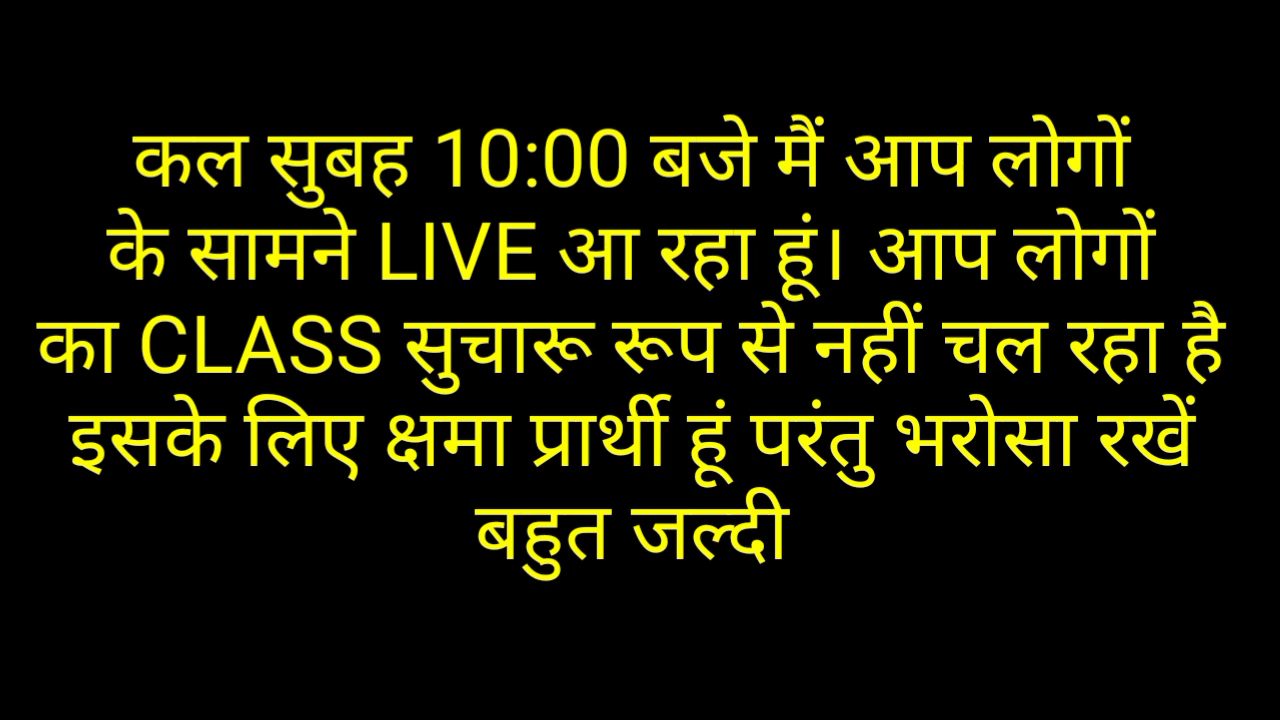 कल सुबह 10:00 बजे मैं आप लोगों
के सामने LIVE आ रहा हूं। आप लोगों
का CLASS सुचारू रूप से नहीं चल रहा है
इसके लिए क्षमा प्रार्थी हूं परंतु भरोसा रखें
बहुत जल्दी